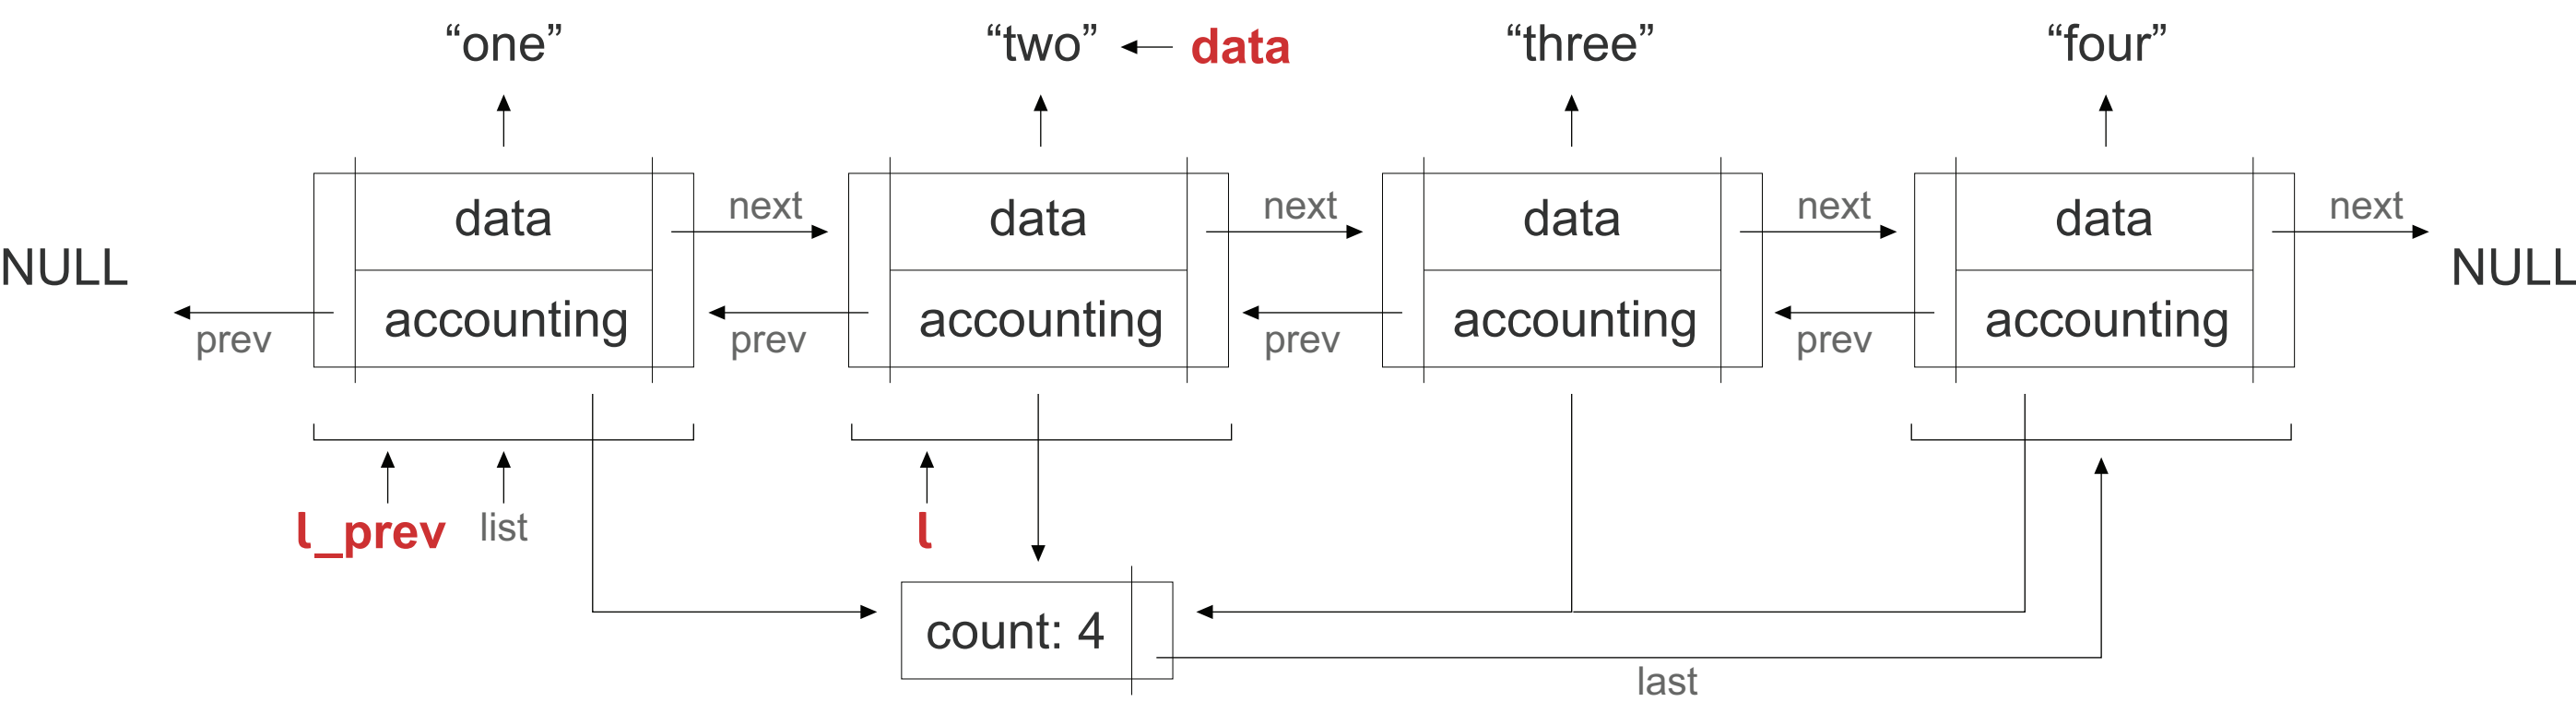 “one”
“two”
data
“three”
“four”
data
next
data
next
data
next
data
next
NULL
NULL
accounting
accounting
accounting
accounting
prev
prev
prev
prev
l_prev
list
l
count: 4
last